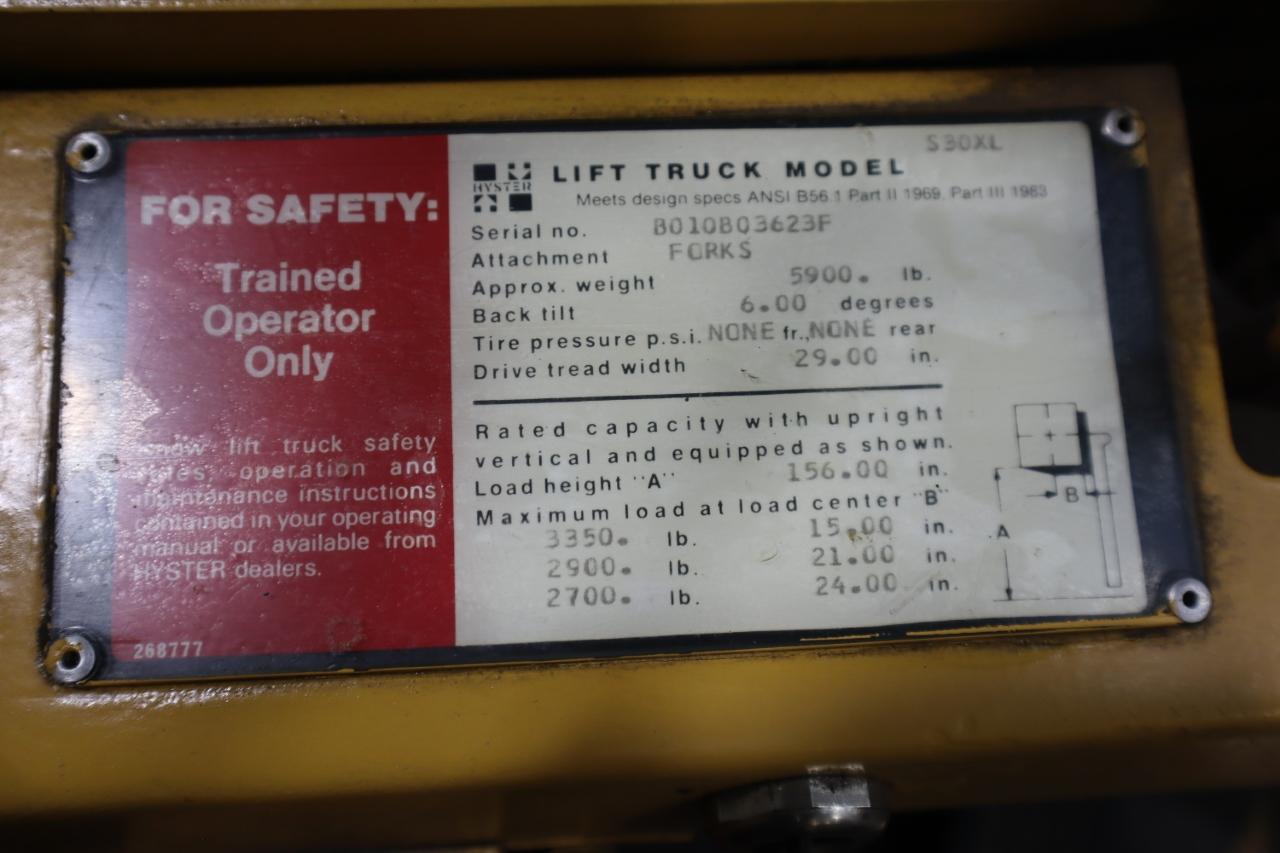 FOR SAFETY:
Trained
Operator
Only
know lift truck safety
rules, operation and
maintenance instructions
contained in your operating
manual or available from
HYSTER dealers.
268777
HYSTER
LIFT TRUCK MODEL S30XL
Meets design specs ANSI B56.1 Part II 1969, Part III 1983
Serial no. B010B03623F
Attachment FORKS
Approx. weight 5900. lb.
Back tilt 6.00 degrees
Tire pressure p.s.i. NONE fr., NONE rear
Drive tread width 29.00 in.
Rated capacity with upright
vertical and equipped as shown.
Load height "A" 156.00 in.
Maximum load at load center "B"
3350. lb. 15.00 in.
2900. lb. 21.00 in.
2700. lb. 24.00 in.
B
A